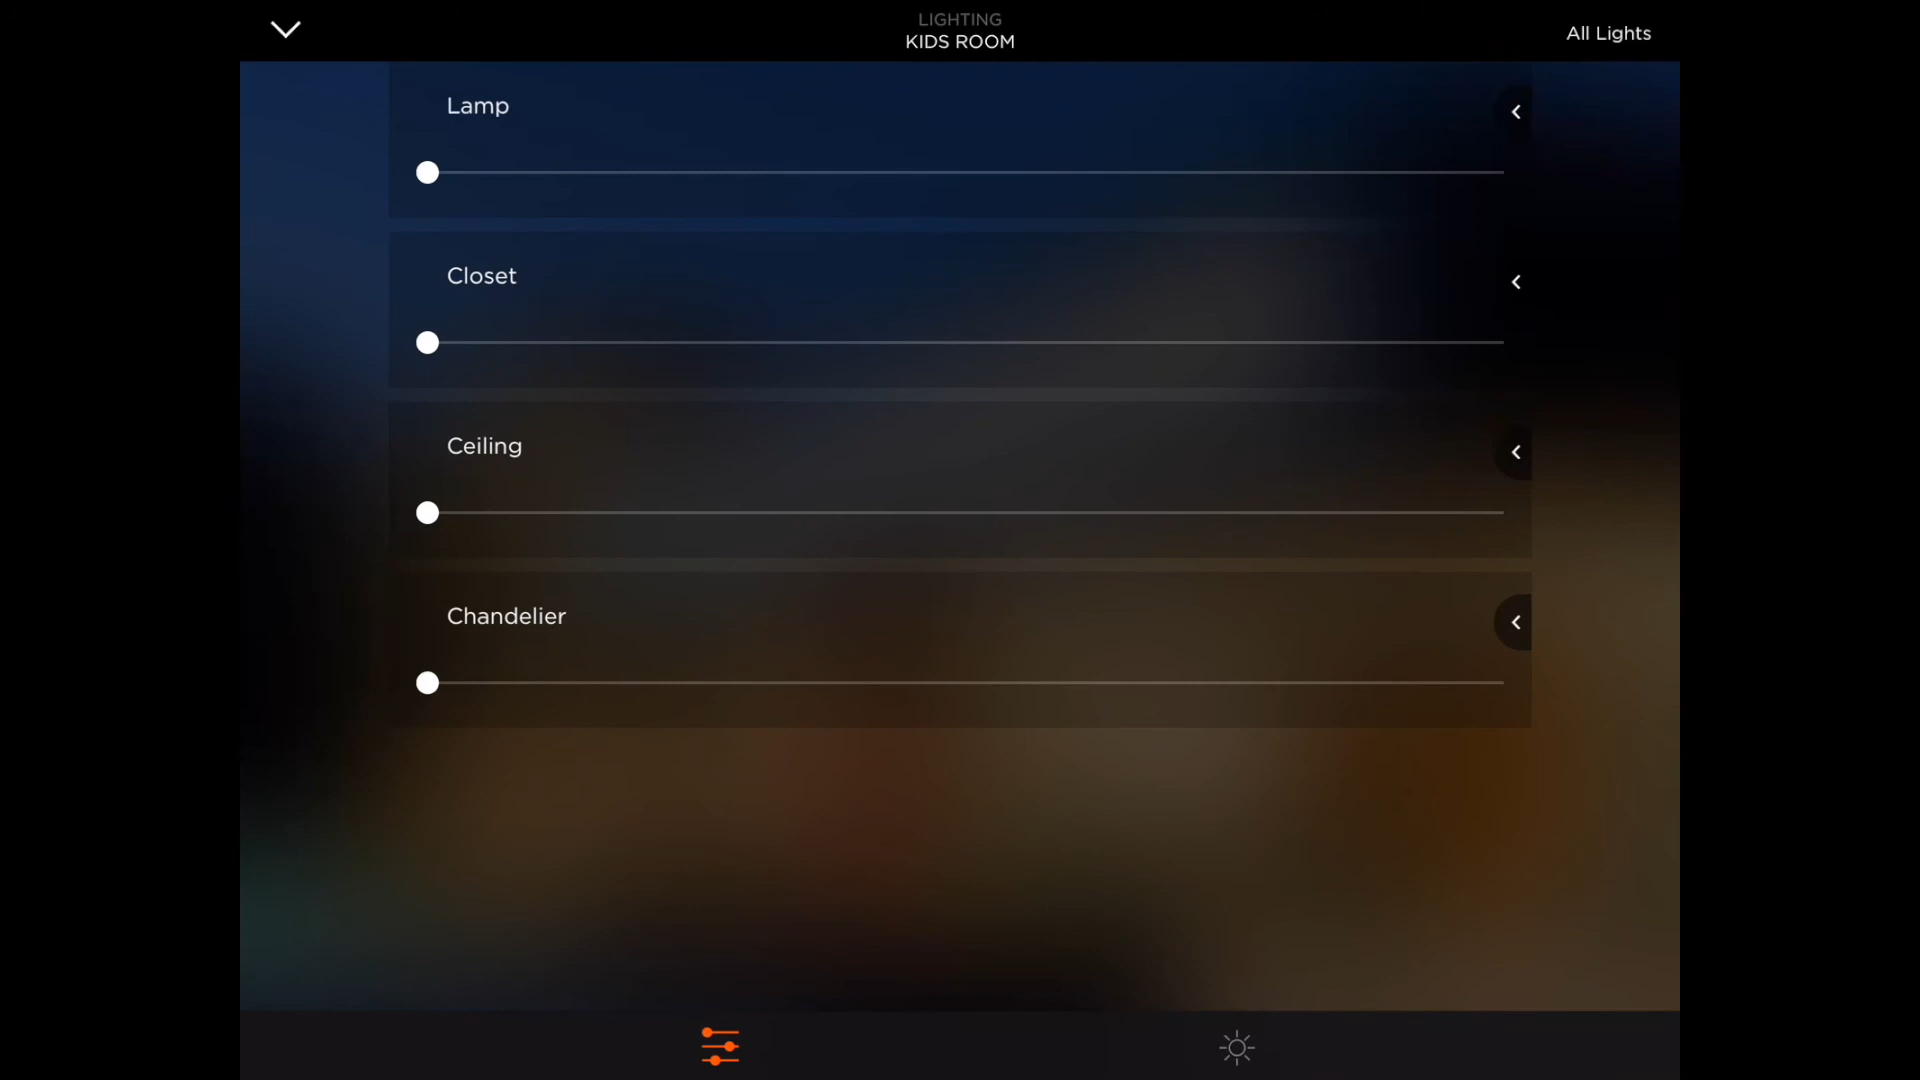 LIGHTING
KIDS ROOM
All Lights
Lamp
Closet
Ceiling
Chandelier